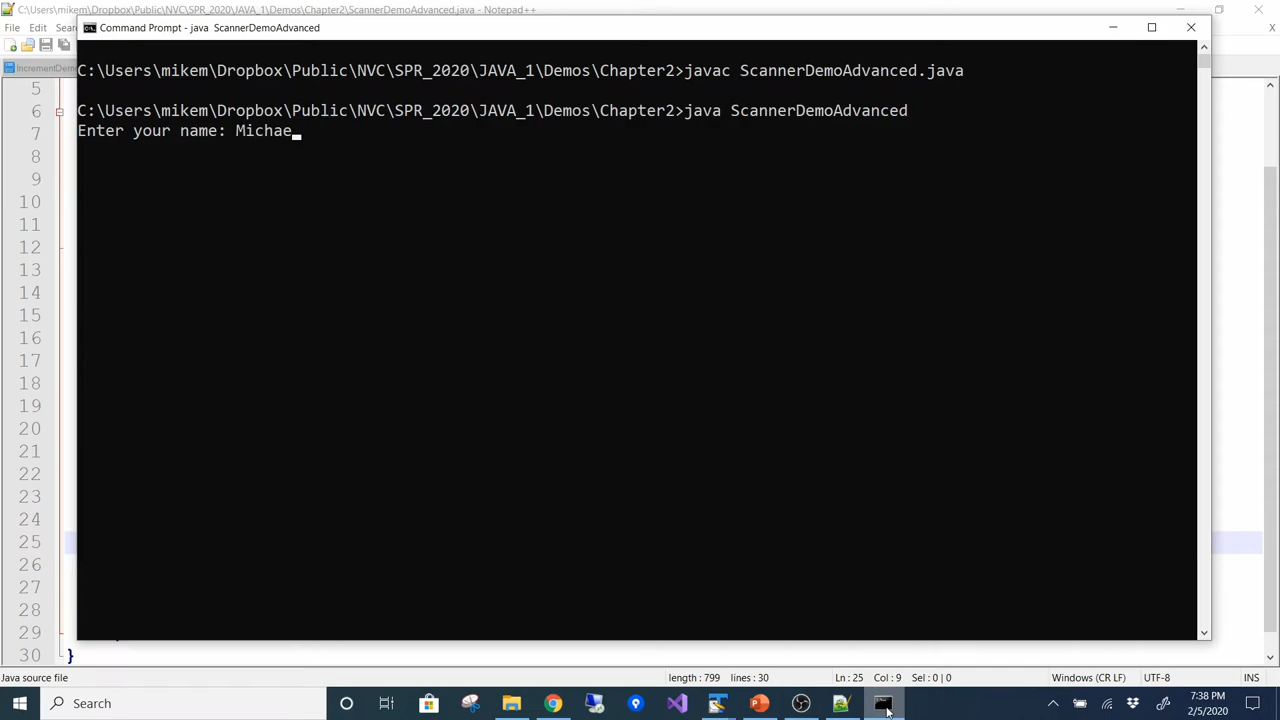 C:\Users\mikem\Dropbox\Public\NVC\SPR_2020\JAVA_1\Demos\Chapter2\ScannerDemoAdvanced.java - Notepad++
Command Prompt - java  ScannerDemoAdvanced
File Edit Sear
IncrementDem
C:\Users\mikem\Dropbox\Public\NVC\SPR_2020\JAVA_1\Demos\Chapter2>javac ScannerDemoAdvanced.java
C:\Users\mikem\Dropbox\Public\NVC\SPR_2020\JAVA_1\Demos\Chapter2>java ScannerDemoAdvanced
Enter your name: Michae
5
6
7
8
9
10
11
12
13
14
15
16
17
18
19
20
21
22
23
24
25
26
27
28
29
30 }
Java source file length : 799 lines : 30 Ln : 25 Col : 9 Sel : 0 | 0 Windows (CR LF) UTF-8 INS
Search
7:38 PM
2/5/2020